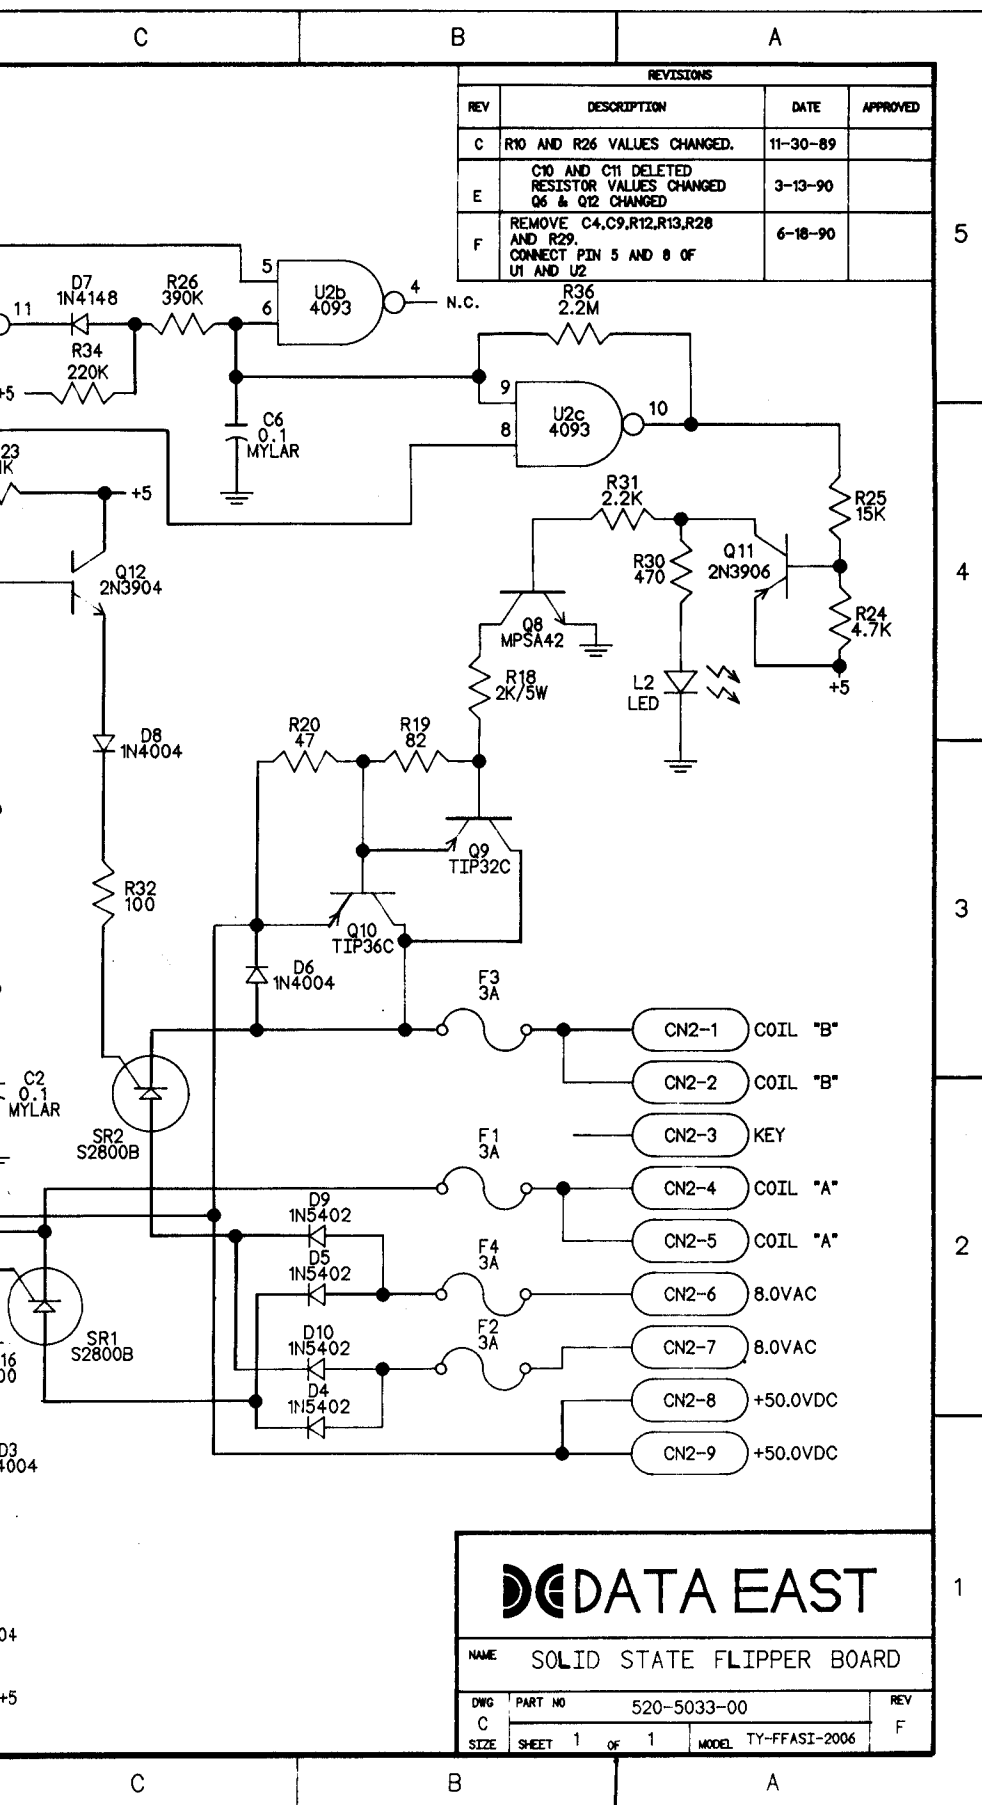 C B A
REVISIONS
REV DESCRIPTION DATE APPROVED
C R10 AND R26 VALUES CHANGED. 11-30-89
E C10 AND C11 DELETED
RESISTOR VALUES CHANGED
Q6 & Q12 CHANGED 3-13-90
F REMOVE C4,C9,R12,R13,R28
AND R29.
CONNECT PIN 5 AND 8 OF
U1 AND U2 6-18-90
5
4
3
2
1
5
6
U2b
4093
4 N.C.
11
D7
1N4148
R26
390K
R34
220K
+5
R36
2.2M
9
8
U2c
4093
10
C6
0.1
MYLAR
23
1K
+5
R31
2.2K
R25
15K
Q12
2N3904
R30
470
Q11
2N3906
R24
4.7K
+5
Q8
MPSA42
R18
2K/5W
L2
LED
D8
1N4004
R20
47
R19
82
Q9
TIP32C
R32
100
Q10
TIP36C
D6
1N4004
F3
3A
CN2-1 COIL "B"
CN2-2 COIL "B"
CN2-3 KEY
CN2-4 COIL "A"
CN2-5 COIL "A"
CN2-6 8.0VAC
CN2-7 8.0VAC
CN2-8 +50.0VDC
CN2-9 +50.0VDC
C2
0.1
MYLAR
SR2
S2800B
F1
3A
D9
1N5402
D5
1N5402
F4
3A
D10
1N5402
F2
3A
D4
1N5402
SR1
S2800B
16
00
D3
4004
04
+5
DATA EAST
NAME SOLID STATE FLIPPER BOARD
DWG C SIZE
PART NO 520-5033-00
REV F
SHEET 1 OF 1
MODEL TY-FFASI-2006
C B A